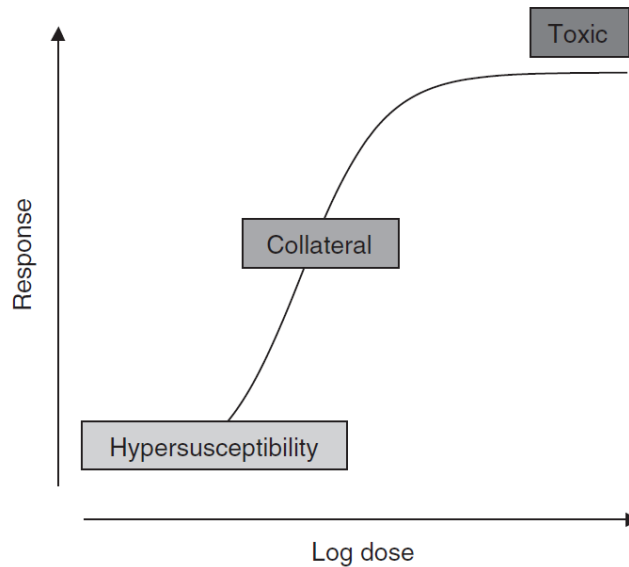 Toxic
Collateral
Hypersusceptibility
Response
Log dose